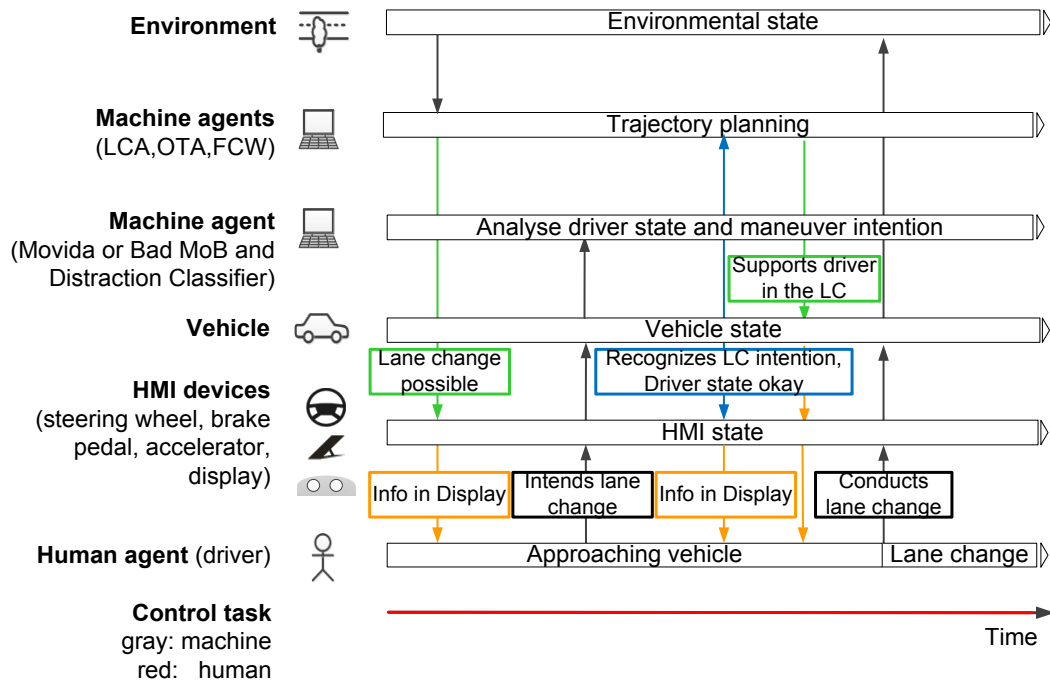 Environment
Environmental state
Machine agents
(LCA,OTA,FCW)
Trajectory planning
Machine agent
(Movida or Bad MoB and
Distraction Classifier)
Analyse driver state and maneuver intention
Supports driver
in the LC
Vehicle
Vehicle state
Lane change
possible
Recognizes LC intention,
Driver state okay
HMI devices
(steering wheel, brake
pedal, accelerator,
display)
HMI state
Info in Display
Intends lane
change
Info in Display
Conducts
lane change
Human agent (driver)
Approaching vehicle
Lane change
Control task
gray: machine
red: human
Time